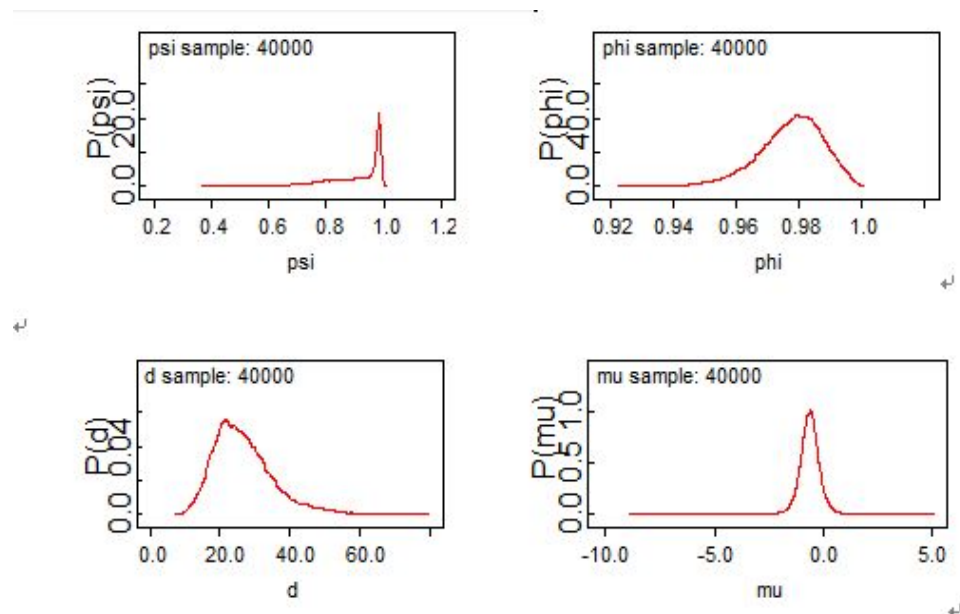 psi sample: 40000
P(psi)
0.0 20.0
0.2 0.4 0.6 0.8 1.0 1.2
psi
phi sample: 40000
P(phi)
0.0 40.0
0.92 0.94 0.96 0.98 1.0
phi
d sample: 40000
P(d)
0.0 0.04
0.0 20.0 40.0 60.0
d
mu sample: 40000
P(mu)
0.0 0.5 1.0
-10.0 -5.0 0.0 5.0
mu